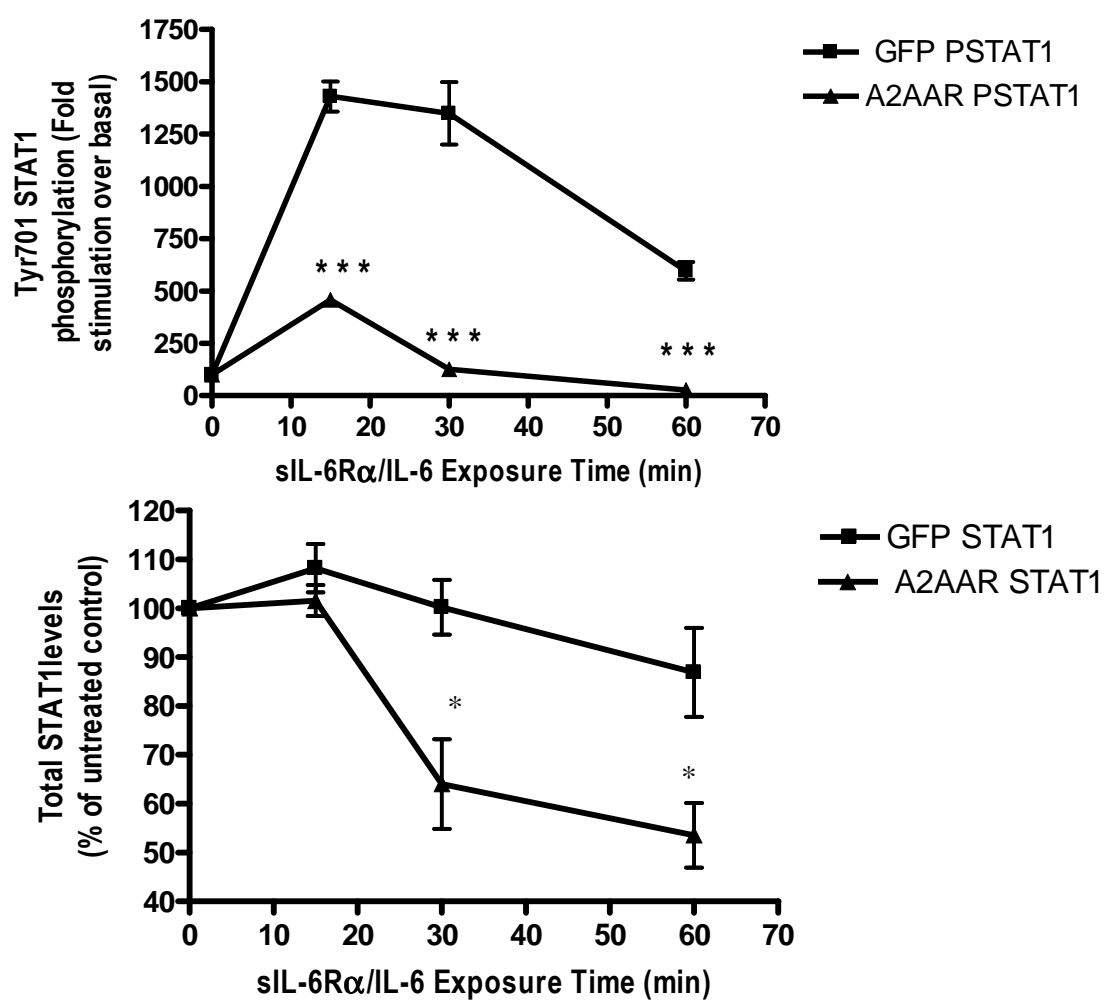 1750
1500
1250
1000
750
500
250
0
Tyr701 STAT1
phosphorylation (Fold
stimulation over basal)
GFP PSTAT1
A2AAR PSTAT1
***
***
***
0 10 20 30 40 50 60 70
sIL-6Rα/IL-6 Exposure Time (min)
120
110
100
90
80
70
60
50
40
Total STAT1levels
(% of untreated control)
GFP STAT1
A2AAR STAT1
*
*
0 10 20 30 40 50 60 70
sIL-6Rα/IL-6 Exposure Time (min)